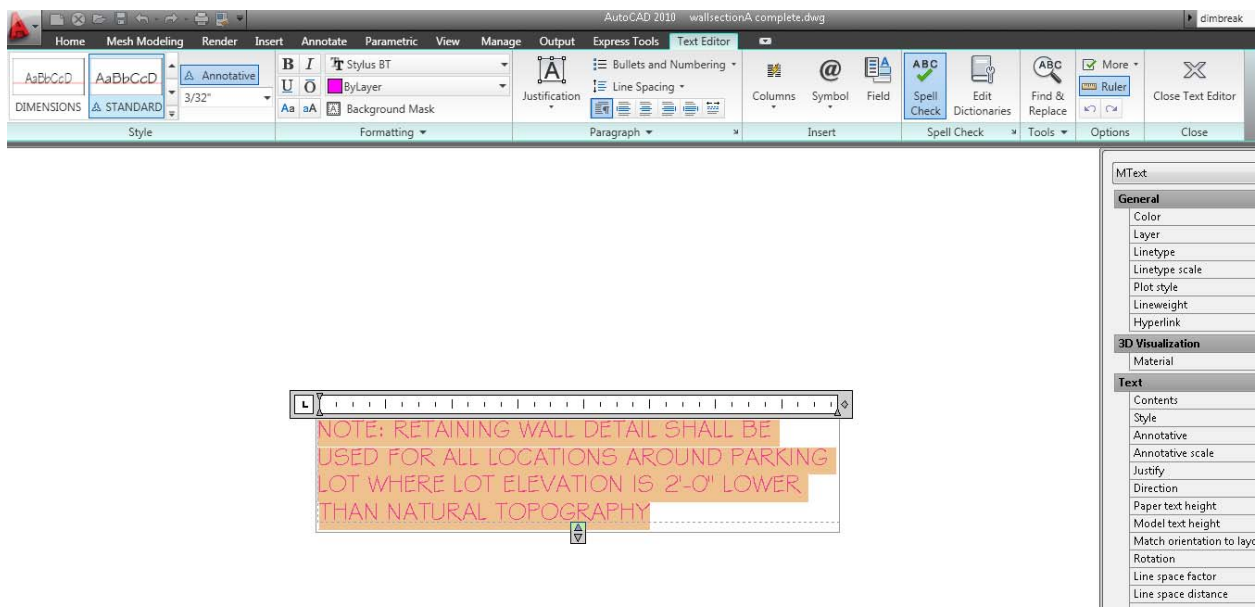 AutoCAD 2010 wallsectionA complete.dwg
dimbreak
Home Mesh Modeling Render Insert Annotate Parametric View Manage Output Express Tools Text Editor
AaBbCcD
DIMENSIONS
AaBbCcD
STANDARD
Annotative
3/32"
Style
B I Stylus BT
U O ByLayer
Aa aA Background Mask
Formatting
A
Justification
Bullets and Numbering
Line Spacing
Paragraph
Columns
@
Symbol
Field
Insert
ABC
Spell
Check
Edit
Dictionaries
Spell Check
ABC
Find &
Replace
Tools
More
Ruler
Options
Close Text Editor
Close
L
NOTE: RETAINING WALL DETAIL SHALL BE
USED FOR ALL LOCATIONS AROUND PARKING
LOT WHERE LOT ELEVATION IS 2'-0" LOWER
THAN NATURAL TOPOGRAPHY
MText
General
Color
Layer
Linetype
Linetype scale
Plot style
Lineweight
Hyperlink
3D Visualization
Material
Text
Contents
Style
Annotative
Annotative scale
Justify
Direction
Paper text height
Model text height
Match orientation to layo
Rotation
Line space factor
Line space distance